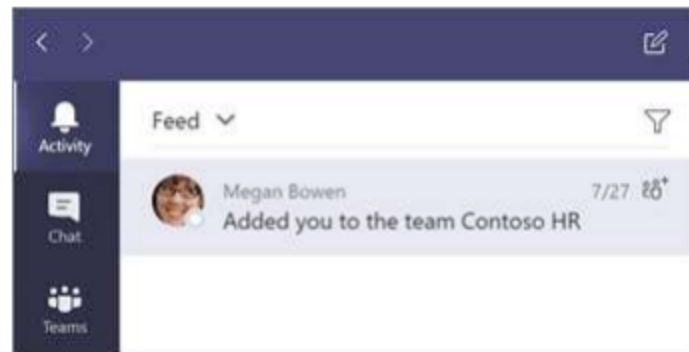 Feed
Activity
Megan Bowen 7/27
Added you to the team Contoso HR
Chat
Teams